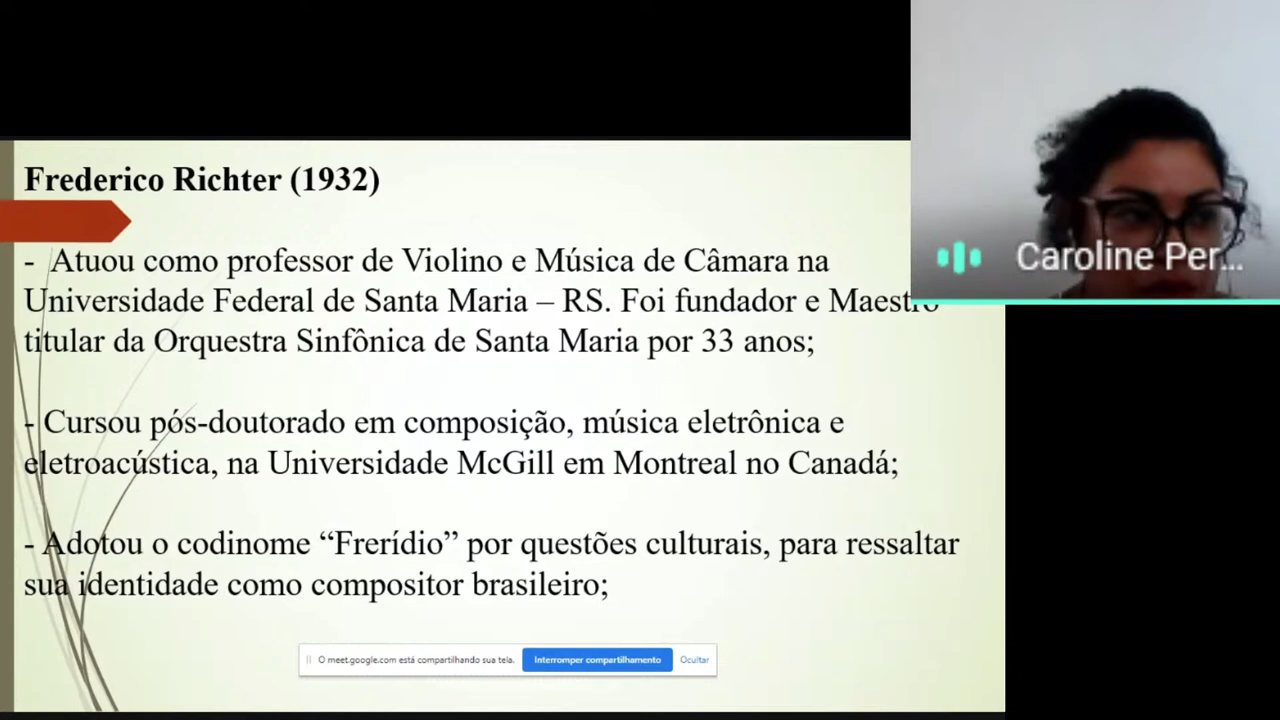 Frederico Richter (1932)
- Atuou como professor de Violino e Música de Câmara na
Universidade Federal de Santa Maria – RS. Foi fundador e Maestro
titular da Orquestra Sinfônica de Santa Maria por 33 anos;
- Cursou pós-doutorado em composição, música eletrônica e
eletroacústica, na Universidade McGill em Montreal no Canadá;
- Adotou o codinome “Frerídio” por questões culturais, para ressaltar
sua identidade como compositor brasileiro;
Caroline Per...
O meet.google.com está compartilhando sua tela. Interromper compartilhamento Ocultar